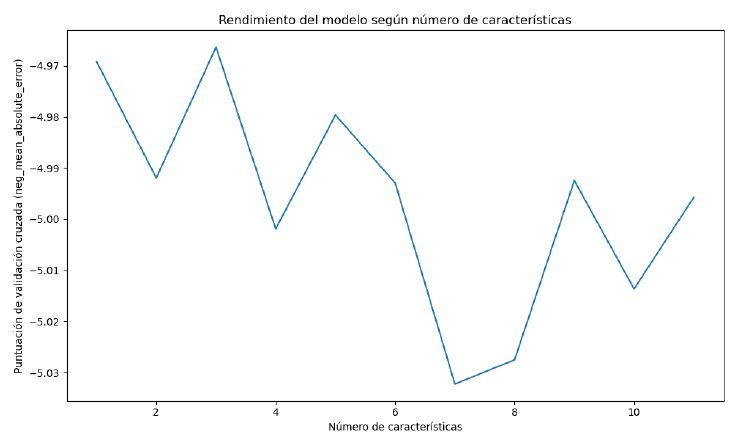 Rendimiento del modelo según número de características
Puntuación de validación cruzada (neg_mean_absolute_error)
−4.97
−4.98
−4.99
−5.00
−5.01
−5.02
−5.03
2 4 6 8 10
Número de características